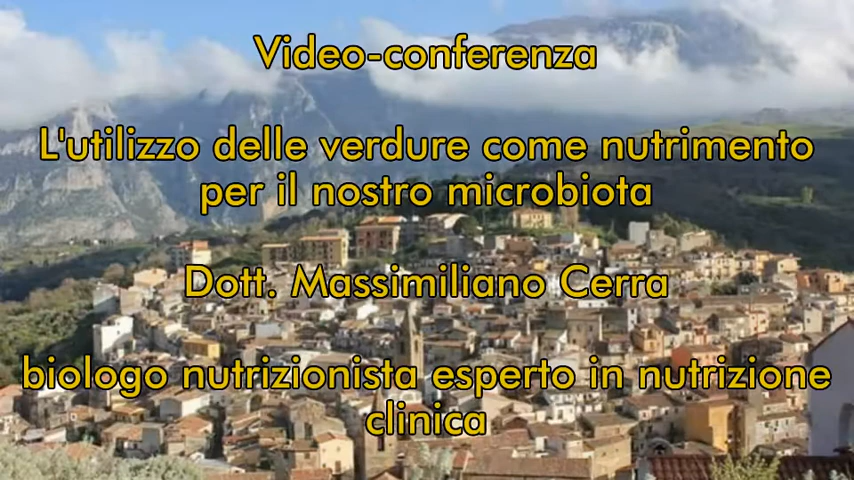 Video-conferenza
L'utilizzo delle verdure come nutrimento
per il nostro microbiota
Dott. Massimiliano Cerra
biologo nutrizionista esperto in nutrizione
clinica